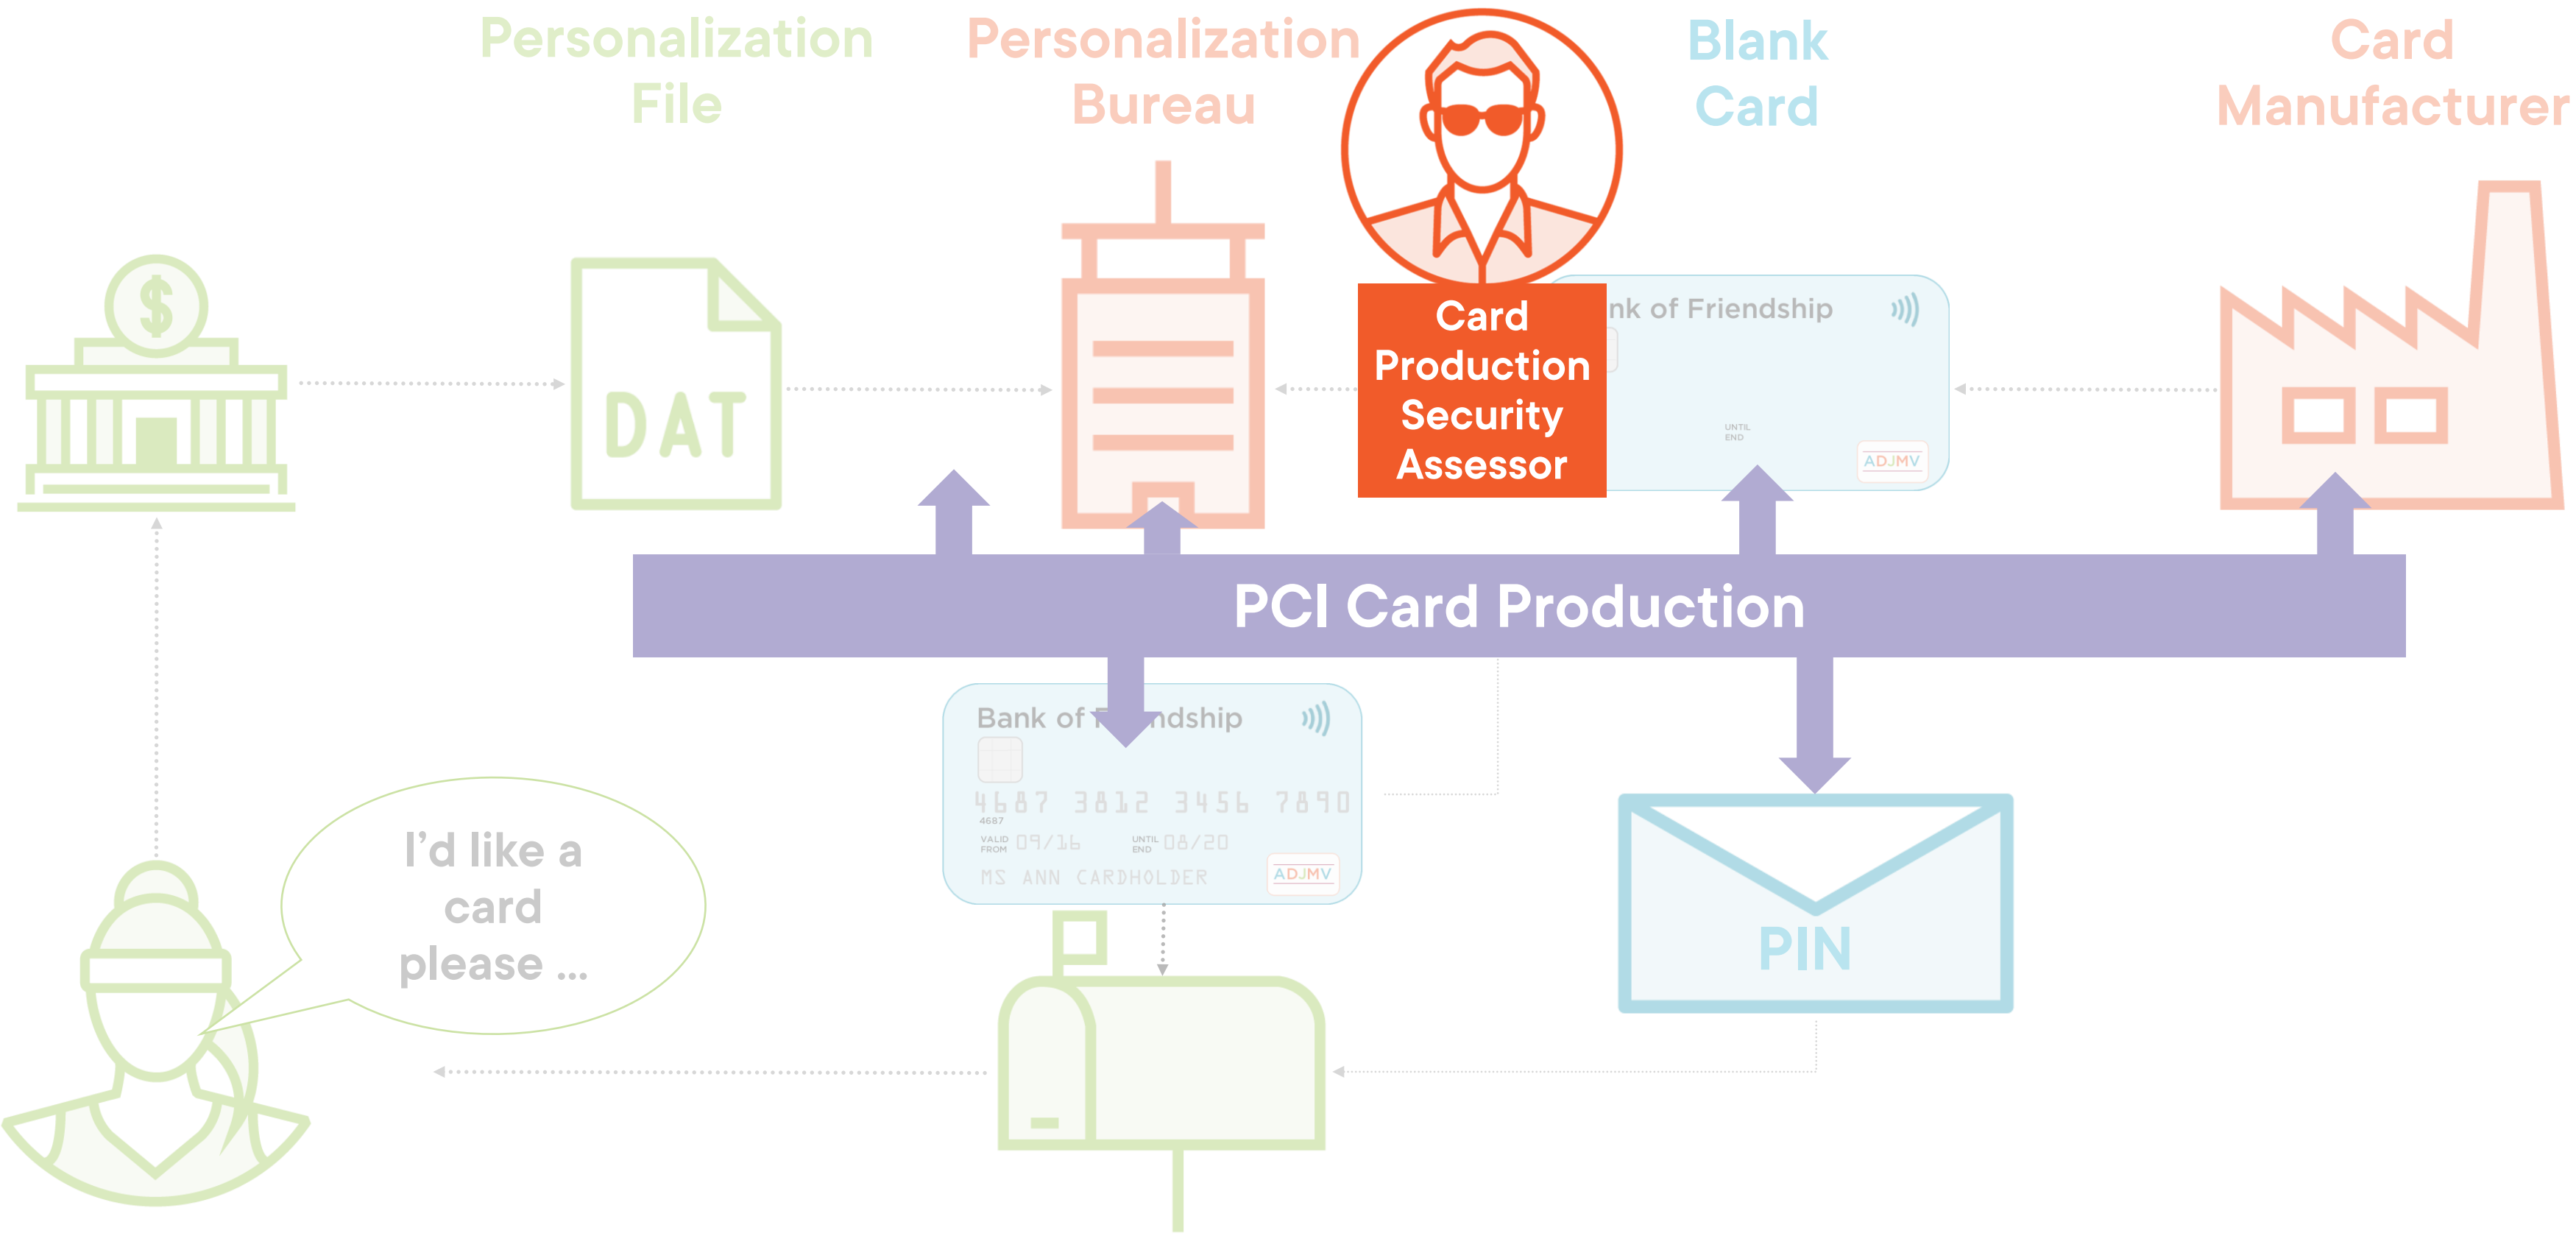 Personalization
File
Personalization
Bureau
Blank
Card
Card
Manufacturer
$
DAT
Card
Production
Security
Assessor
nk of Friendship
UNTIL
END
ADJMV
PCI Card Production
Bank of F ndship
4687 3812 3456 7890
4687
VALID
FROM
09/16
UNTIL
END
08/20
MS ANN CARDHOLDER
ADJMV
I'd like a
card
please ...
PIN